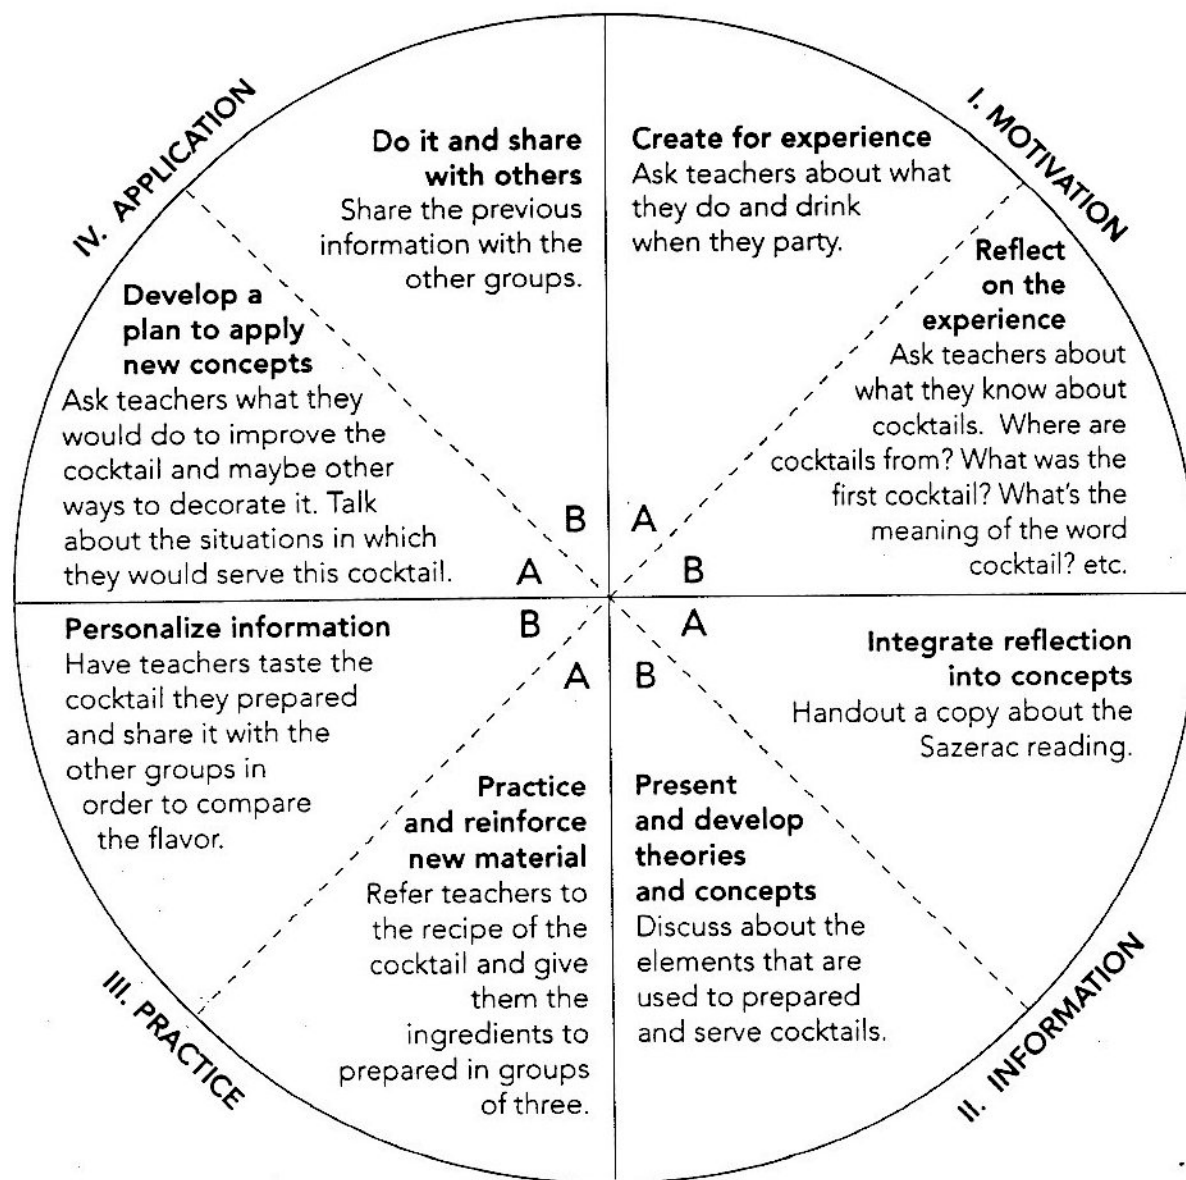 I. MOTIVATION
Create for experience
Ask teachers about what
they do and drink
when they party.
A
Reflect
on the
experience
Ask teachers about
what they know about
cocktails. Where are
cocktails from? What was the
first cocktail? What's the
meaning of the word
cocktail? etc.
B
II. INFORMATION
A
Integrate reflection
into concepts
Handout a copy about the
Sazerac reading.
B
Present
and develop
theories
and concepts
Discuss about the
elements that are
used to prepared
and serve cocktails.
III. PRACTICE
A
Practice
and reinforce
new material
Refer teachers to
the recipe of the
cocktail and give
them the
ingredients to
prepared in groups
of three.
B
Personalize information
Have teachers taste the
cocktail they prepared
and share it with the
other groups in
order to compare
the flavor.
IV. APPLICATION
A
Develop a
plan to apply
new concepts
Ask teachers what they
would do to improve the
cocktail and maybe other
ways to decorate it. Talk
about the situations in which
they would serve this cocktail.
B
Do it and share
with others
Share the previous
information with the
other groups.